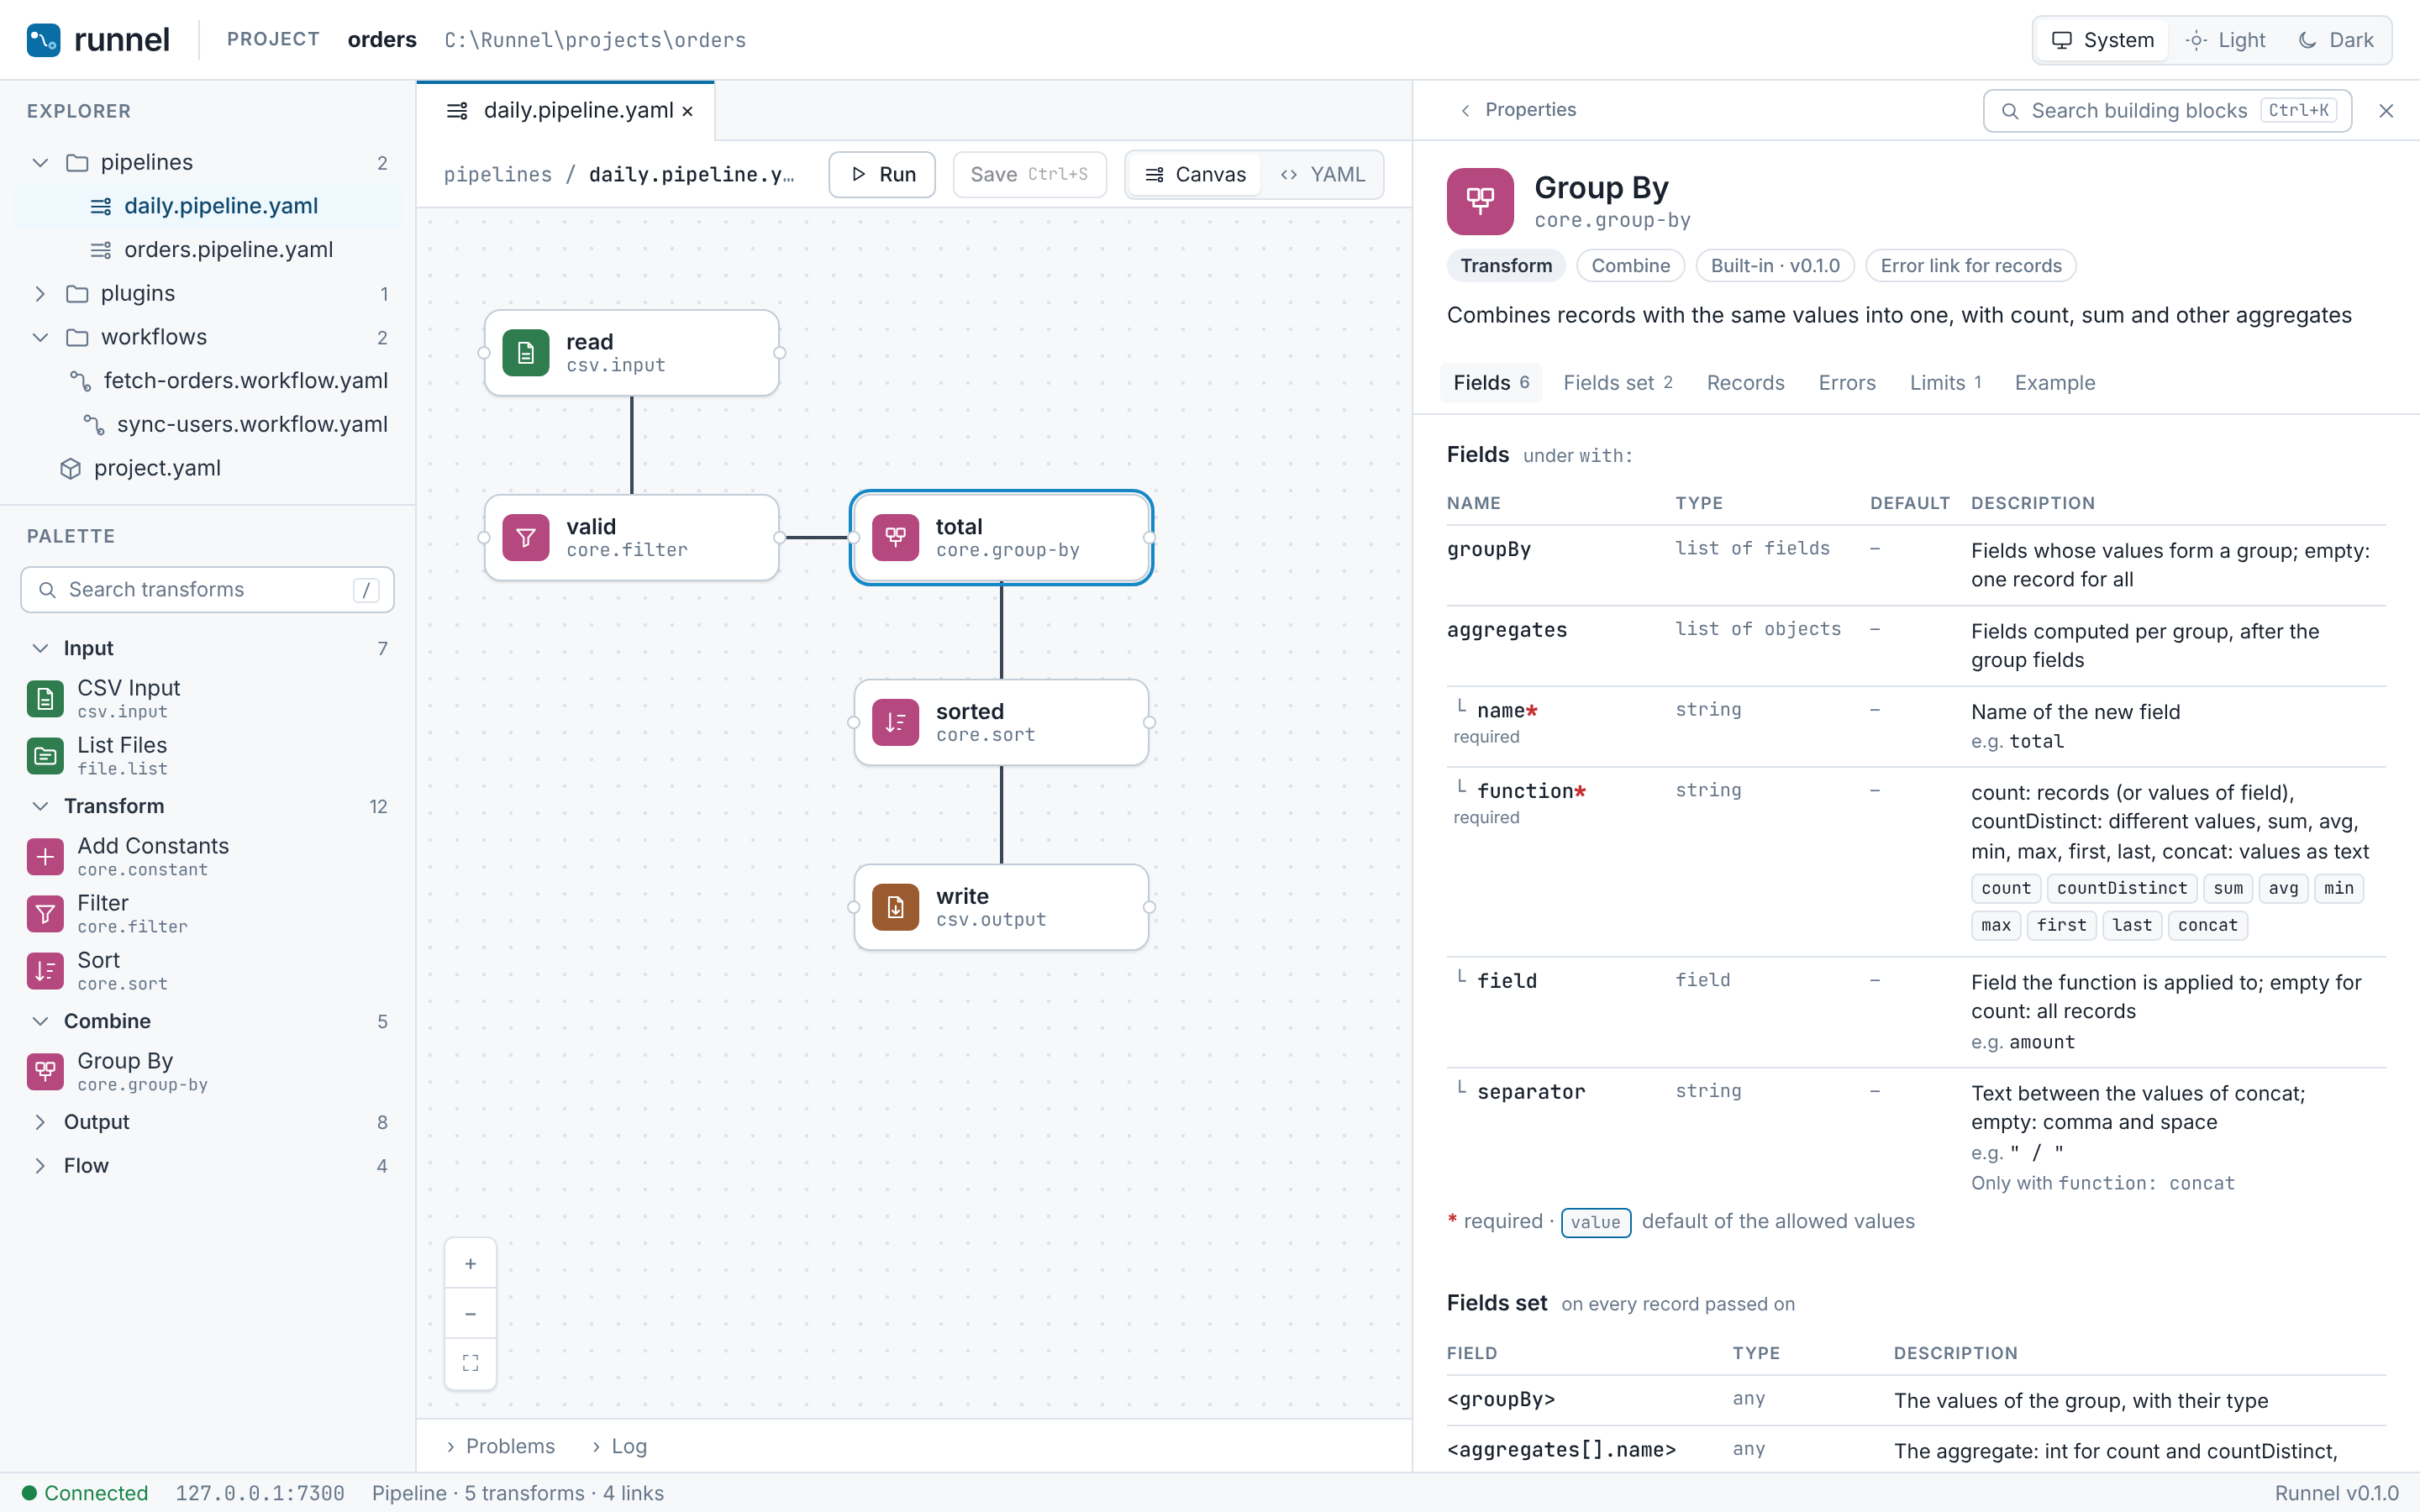 runnel PROJECT orders C:\Runnel\projects\orders System Light Dark
EXPLORER
pipelines 2
daily.pipeline.yaml
orders.pipeline.yaml
plugins 1
workflows 2
fetch-orders.workflow.yaml
sync-users.workflow.yaml
project.yaml
PALETTE
Search transforms /
Input 7
CSV Input
csv.input
List Files
file.list
Transform 12
Add Constants
core.constant
Filter
core.filter
Sort
core.sort
Combine 5
Group By
core.group-by
Output 8
Flow 4
daily.pipeline.yaml ×
pipelines / daily.pipeline.y… Run Save Ctrl+S Canvas YAML
read
csv.input
valid
core.filter
total
core.group-by
sorted
core.sort
write
csv.output
+
−
› Problems › Log
Properties Search building blocks Ctrl+K
Group By
core.group-by
Transform Combine Built-in · v0.1.0 Error link for records
Combines records with the same values into one, with count, sum and other aggregates
Fields 6 Fields set 2 Records Errors Limits 1 Example
Fields under with:
NAME TYPE DEFAULT DESCRIPTION
groupBy list of fields – Fields whose values form a group; empty:
one record for all
aggregates list of objects – Fields computed per group, after the
group fields
└ name* string – Name of the new field
required e.g. total
└ function* string – count: records (or values of field),
required countDistinct: different values, sum, avg,
min, max, first, last, concat: values as text
count countDistinct sum avg min
max first last concat
└ field field – Field the function is applied to; empty for
count: all records
e.g. amount
└ separator string – Text between the values of concat;
empty: comma and space
e.g. " / "
Only with function: concat
* required · value default of the allowed values
Fields set on every record passed on
FIELD TYPE DESCRIPTION
<groupBy> any The values of the group, with their type
<aggregates[].name> any The aggregate: int for count and countDistinct,
Connected 127.0.0.1:7300 Pipeline · 5 transforms · 4 links Runnel v0.1.0